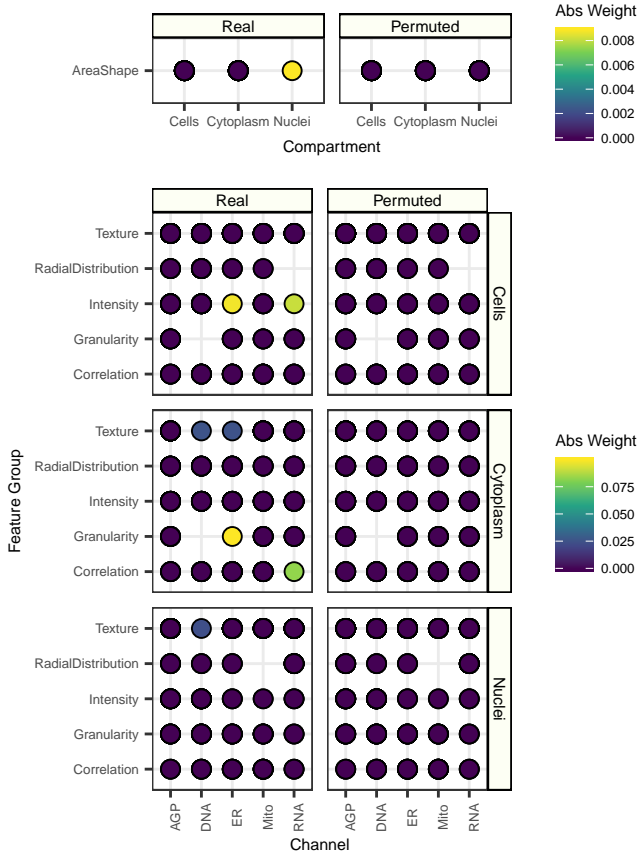 Real Permuted
AreaShape
Cells Cytoplasm Nuclei Cells Cytoplasm Nuclei
Compartment
Abs Weight
0.008
0.006
0.004
0.002
0.000
Real Permuted
Texture
RadialDistribution
Intensity
Granularity
Correlation
Cells
Texture
RadialDistribution
Intensity
Granularity
Correlation
Cytoplasm
Texture
RadialDistribution
Intensity
Granularity
Correlation
Nuclei
Feature Group
AGP DNA ER Mito RNA AGP DNA ER Mito RNA
Channel
Abs Weight
0.075
0.050
0.025
0.000